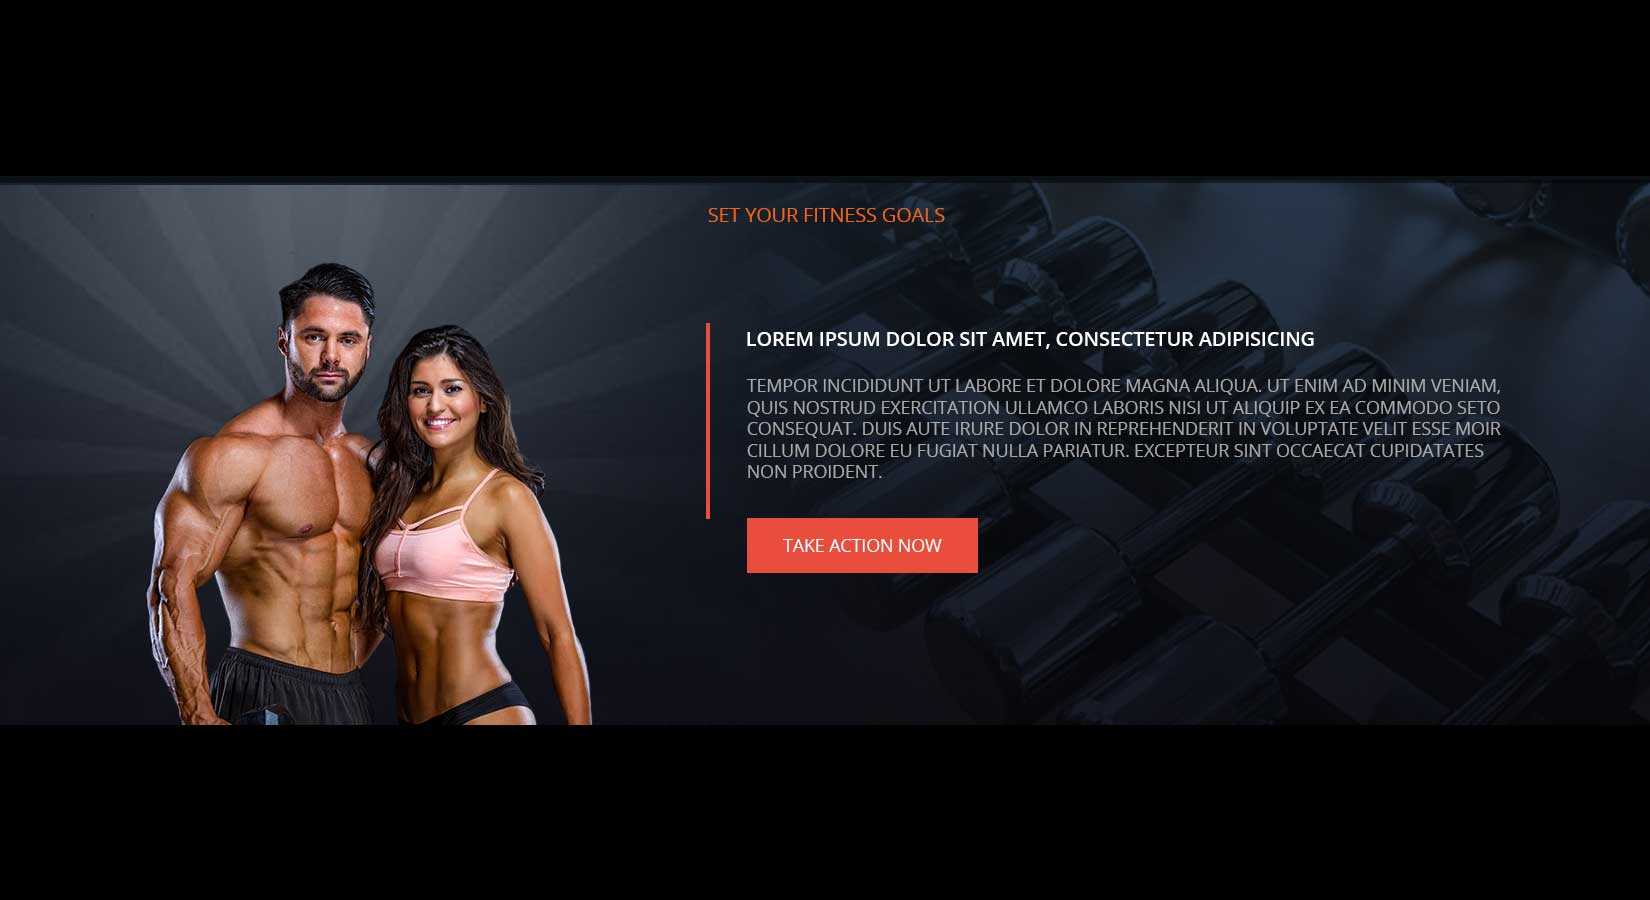 SET YOUR FITNESS GOALS
LOREM IPSUM DOLOR SIT AMET, CONSECTETUR ADIPISICING
TEMPOR INCIDIDUNT UT LABORE ET DOLORE MAGNA ALIQUA. UT ENIM AD MINIM VENIAM,
QUIS NOSTRUD EXERCITATION ULLAMCO LABORIS NISI UT ALIQUIP EX EA COMMODO SETO
CONSEQUAT. DUIS AUTE IRURE DOLOR IN REPREHENDERIT IN VOLUPTATE VELIT ESSE MOIR
CILLUM DOLORE EU FUGIAT NULLA PARIATUR. EXCEPTEUR SINT OCCAECAT CUPIDATATES
NON PROIDENT.
TAKE ACTION NOW